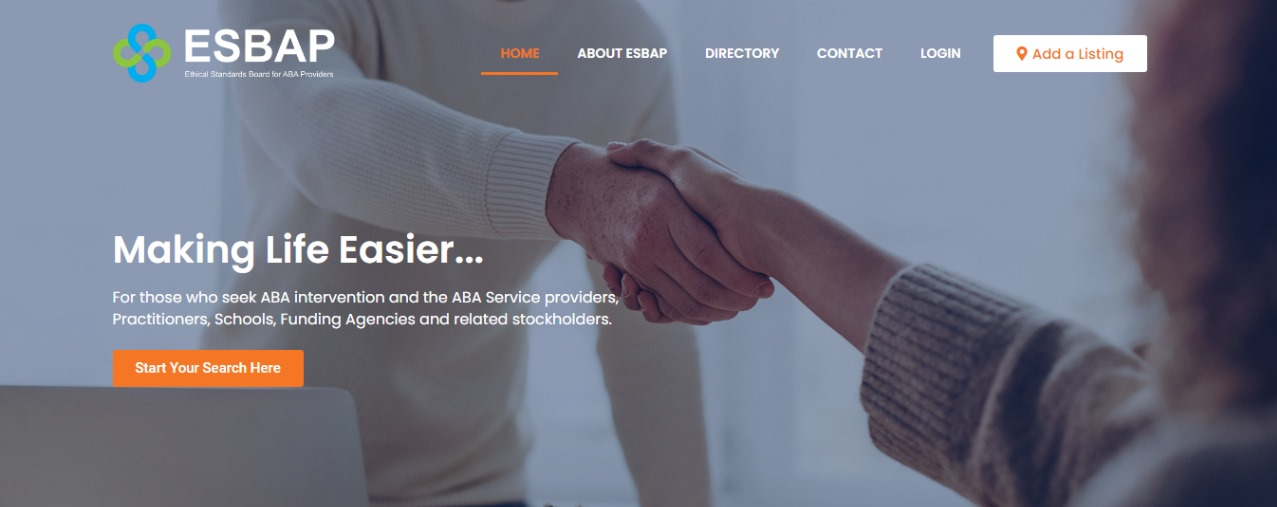 ESBAP
Ethical Standards Board for ABA Providers
HOME
ABOUT ESBAP
DIRECTORY
CONTACT
LOGIN
Add a Listing
Making Life Easier...
For those who seek ABA intervention and the ABA Service providers,
Practitioners, Schools, Funding Agencies and related stockholders.
Start Your Search Here